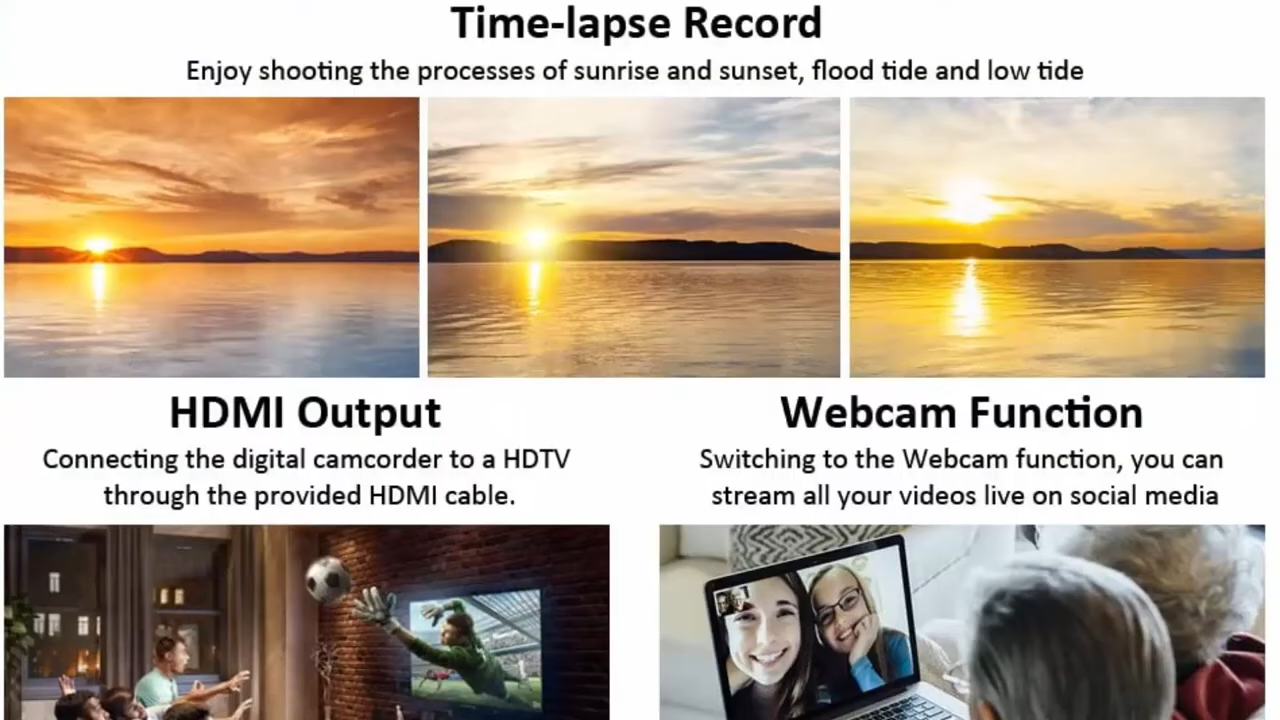 Time-lapse Record
Enjoy shooting the processes of sunrise and sunset, flood tide and low tide
HDMI Output
Connecting the digital camcorder to a HDTV
through the provided HDMI cable.
Webcam Function
Switching to the Webcam function, you can
stream all your videos live on social media